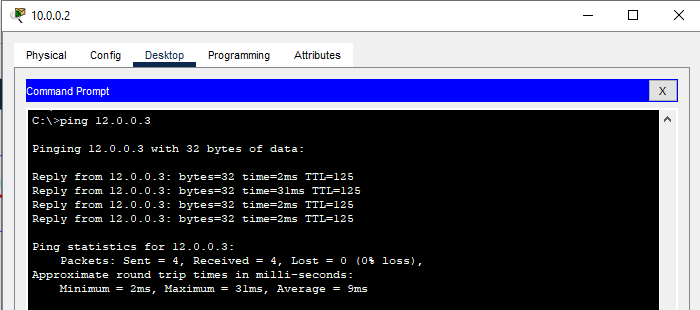 10.0.0.2
Physical Config Desktop Programming Attributes
Command Prompt X
C:\>ping 12.0.0.3
Pinging 12.0.0.3 with 32 bytes of data:
Reply from 12.0.0.3: bytes=32 time=2ms TTL=125
Reply from 12.0.0.3: bytes=32 time=31ms TTL=125
Reply from 12.0.0.3: bytes=32 time=2ms TTL=125
Reply from 12.0.0.3: bytes=32 time=2ms TTL=125
Ping statistics for 12.0.0.3:
Packets: Sent = 4, Received = 4, Lost = 0 (0% loss),
Approximate round trip times in milli-seconds:
Minimum = 2ms, Maximum = 31ms, Average = 9ms